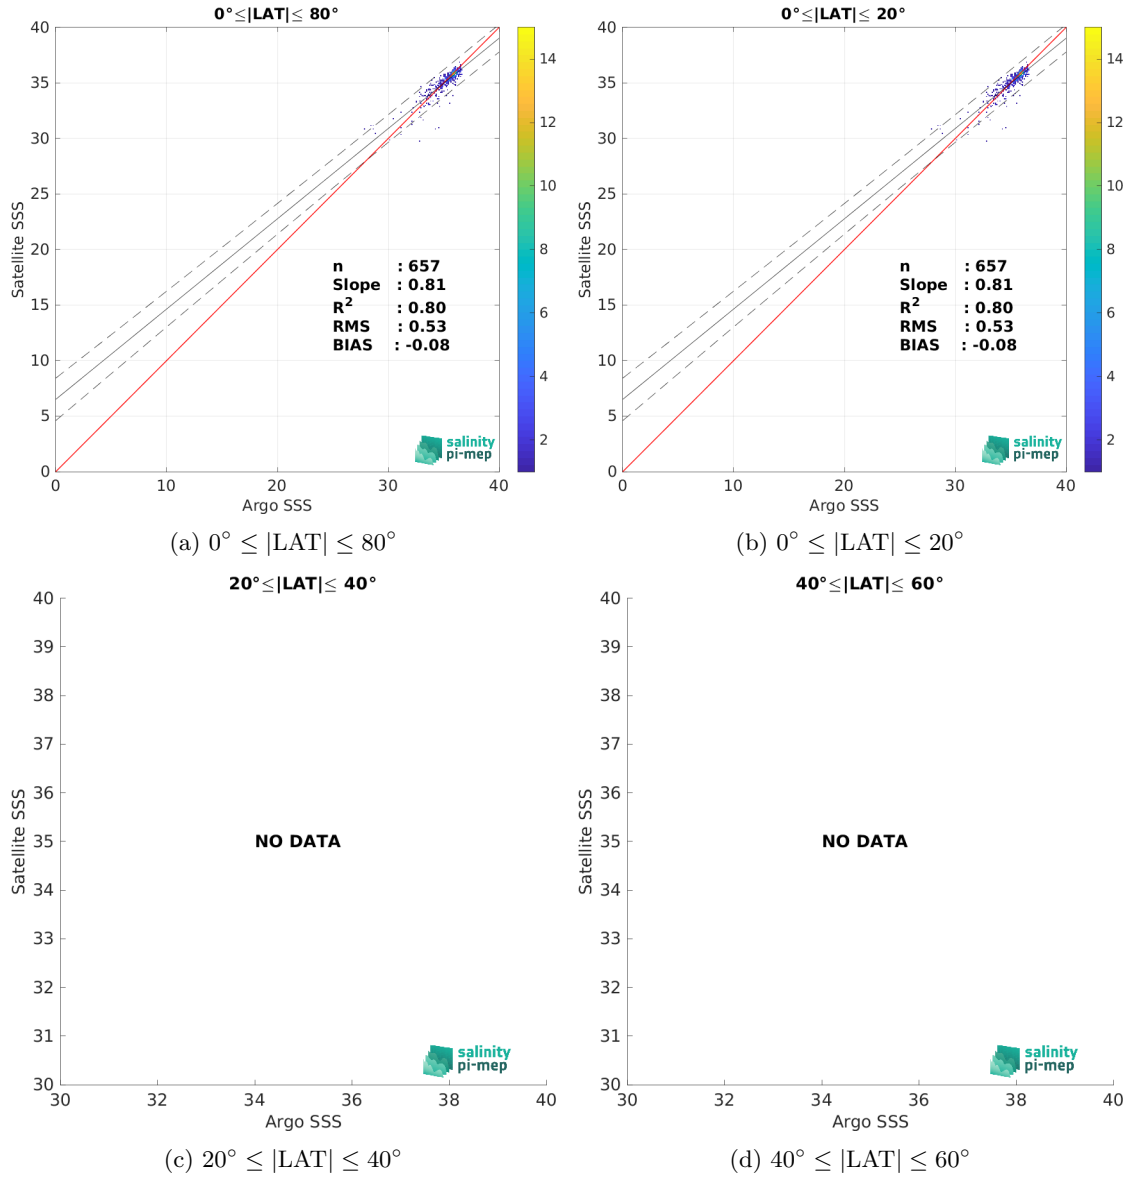 0°≤|LAT|≤ 80°
40
35
30
25
20
15
10
5
0
0
10
20
30
40
Satellite SSS
Argo SSS
n : 657
Slope : 0.81
R² : 0.80
RMS : 0.53
BIAS : -0.08
salinity
pi-mep
14
12
10
8
6
4
2
(a) 0° ≤ |LAT| ≤ 80°
0°≤|LAT|≤ 20°
40
35
30
25
20
15
10
5
0
0
10
20
30
40
Satellite SSS
Argo SSS
n : 657
Slope : 0.81
R² : 0.80
RMS : 0.53
BIAS : -0.08
salinity
pi-mep
14
12
10
8
6
4
2
(b) 0° ≤ |LAT| ≤ 20°
20°≤|LAT|≤ 40°
40
39
38
37
36
35
34
33
32
31
30
30
32
34
36
38
40
Satellite SSS
Argo SSS
NO DATA
salinity
pi-mep
(c) 20° ≤ |LAT| ≤ 40°
40°≤|LAT|≤ 60°
40
39
38
37
36
35
34
33
32
31
30
30
32
34
36
38
40
Satellite SSS
Argo SSS
NO DATA
salinity
pi-mep
(d) 40° ≤ |LAT| ≤ 60°